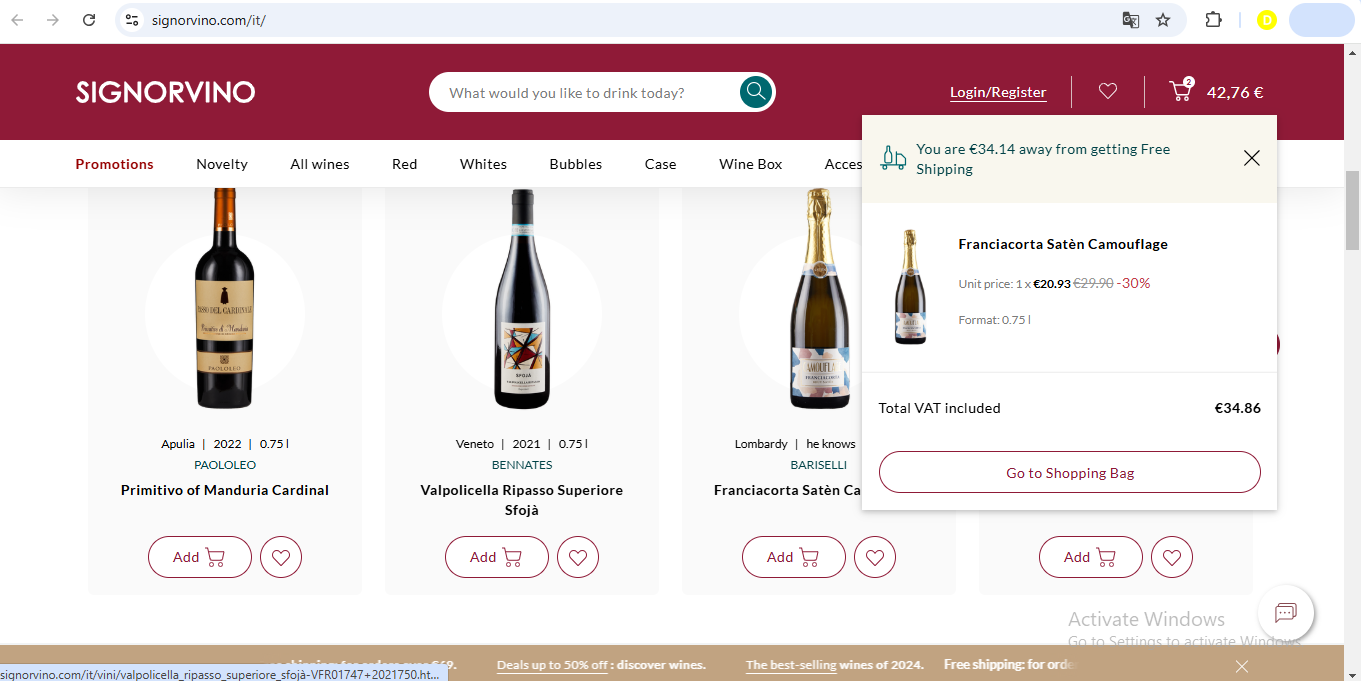 signorvino.com/it/
D
SIGNORVINO
What would you like to drink today?
Login/Register
2
42,76 €
Promotions
Novelty
All wines
Red
Whites
Bubbles
Case
Wine Box
Acces
You are €34.14 away from getting Free
Shipping
Franciacorta Satèn Camouflage
Unit price: 1 x €20.93 €29.90 -30%
Format: 0.75 l
Total VAT included €34.86
Go to Shopping Bag
Apulia | 2022 | 0.75 l
PAOLOLEO
Primitivo of Manduria Cardinal
Add
Veneto | 2021 | 0.75 l
BENNATES
Valpolicella Ripasso Superiore
Sfojà
Add
Lombardy | he knows
BARISELLI
Franciacorta Satèn Ca
Add
Add
Activate Windows
Go to Settings to activate Windows.
Deals up to 50% off : discover wines.
The best-selling wines of 2024.
Free shipping: for orde
signorvino.com/it/vini/valpolicella_ripasso_superiore_sfojà-VFR01747+2021750.ht...